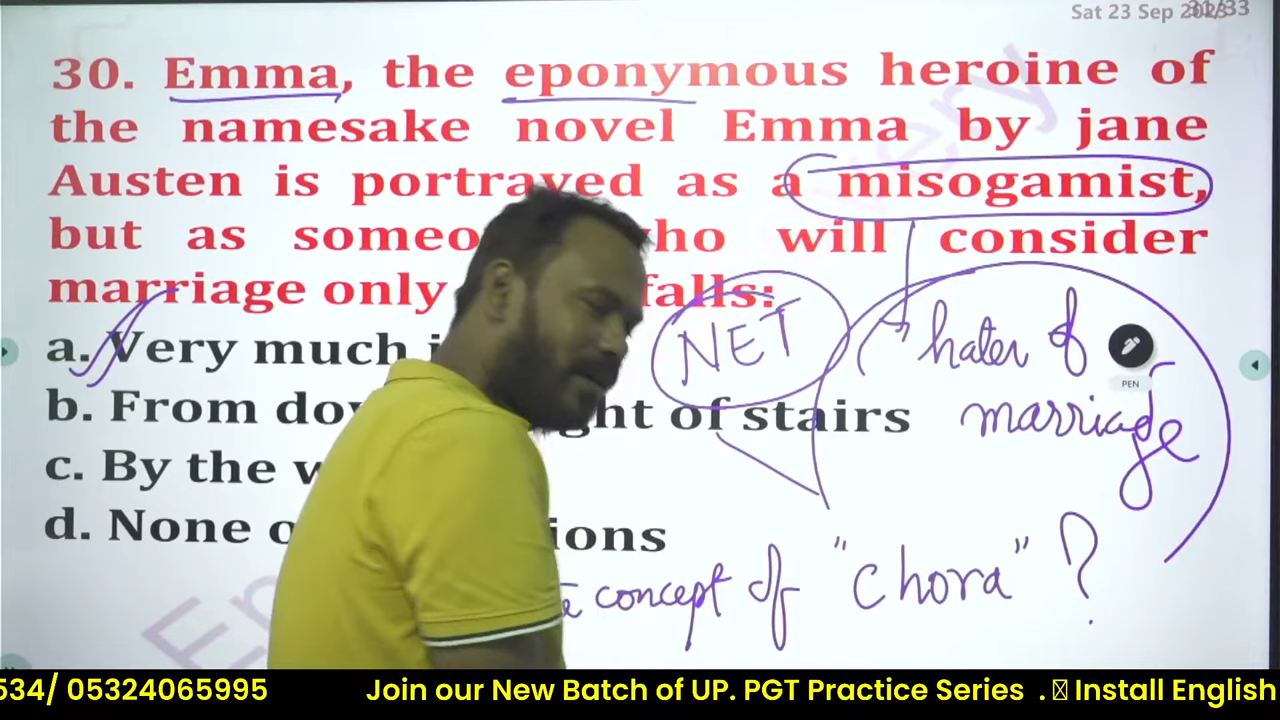 Sat 23 Sep 2023
31/33
30. Emma, the eponymous heroine of
the namesake novel Emma by jane
Austen is portrayed as a misogamist,
but as someo who will consider
marriage only falls:
a. Very much i
NET
hater of
PEN
b. From do ght of stairs
marriage
c. By the w
d. None o ions
concept of "chora" ?
534/ 05324065995 Join our New Batch of UP. PGT Practice Series . Install English